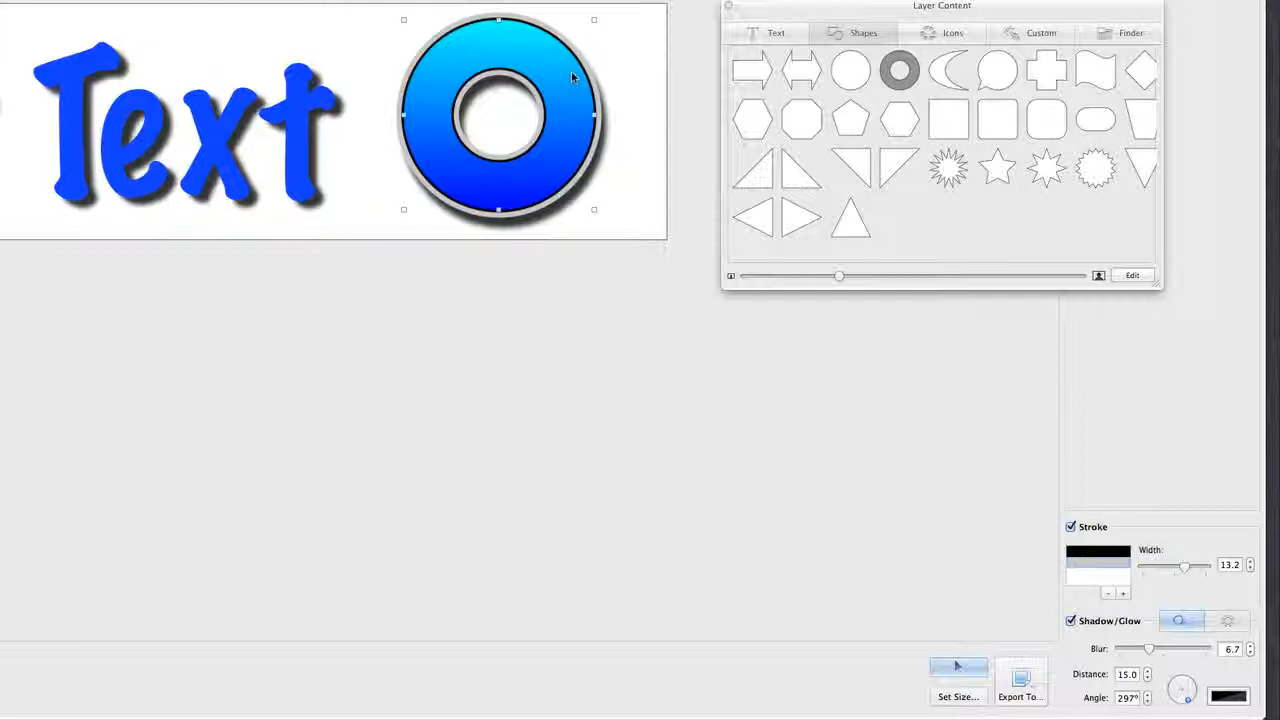 Layer Content
Text Shapes Icons Custom Finder
Text
Edit
Stroke
Width:
13.2
- +
Shadow/Glow
Blur: 6.7
Distance: 15.0
Angle: 297°
Set Size... Export To...